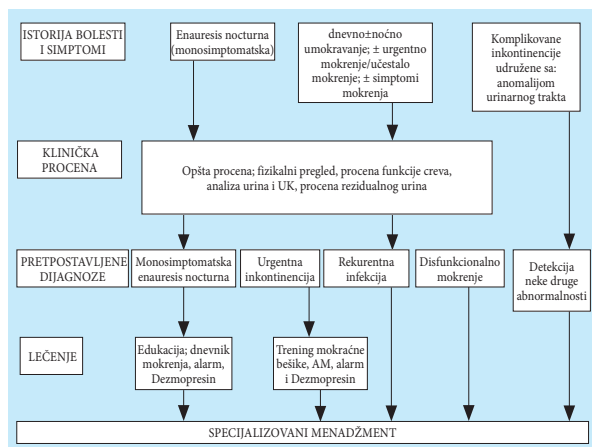 ISTORIJA BOLESTI
I SIMPTOMI
Enauresis nocturna
(monosimptomatska)
dnevno±noćno
umokravanje; ± urgentno
mokrenje/učestalo
mokrenje; ± simptomi
mokrenja
Komplikovane
inkontinencije
udružene sa:
anomalijom
urinarnog trakta
KLINIČKA
PROCENA
Opšta procena; fizikalni pregled, procena funkcije creva,
analiza urina i UK, procena rezidualnog urina
PRETPOSTAVLJENE
DIJAGNOZE
Monosimptomatska
enauresis nocturna
Urgentna
inkontinencija
Rekurentna
infekcija
Disfunkcionalno
mokrenje
Detekcija
neke druge
abnormalnosti
LEČENJE
Edukacija; dnevnik
mokrenja, alarm,
Dezmopresin
Trening mokraćne
bešike, AM, alarm
i Dezmopresin
SPECIJALIZOVANI MENADŽMENT